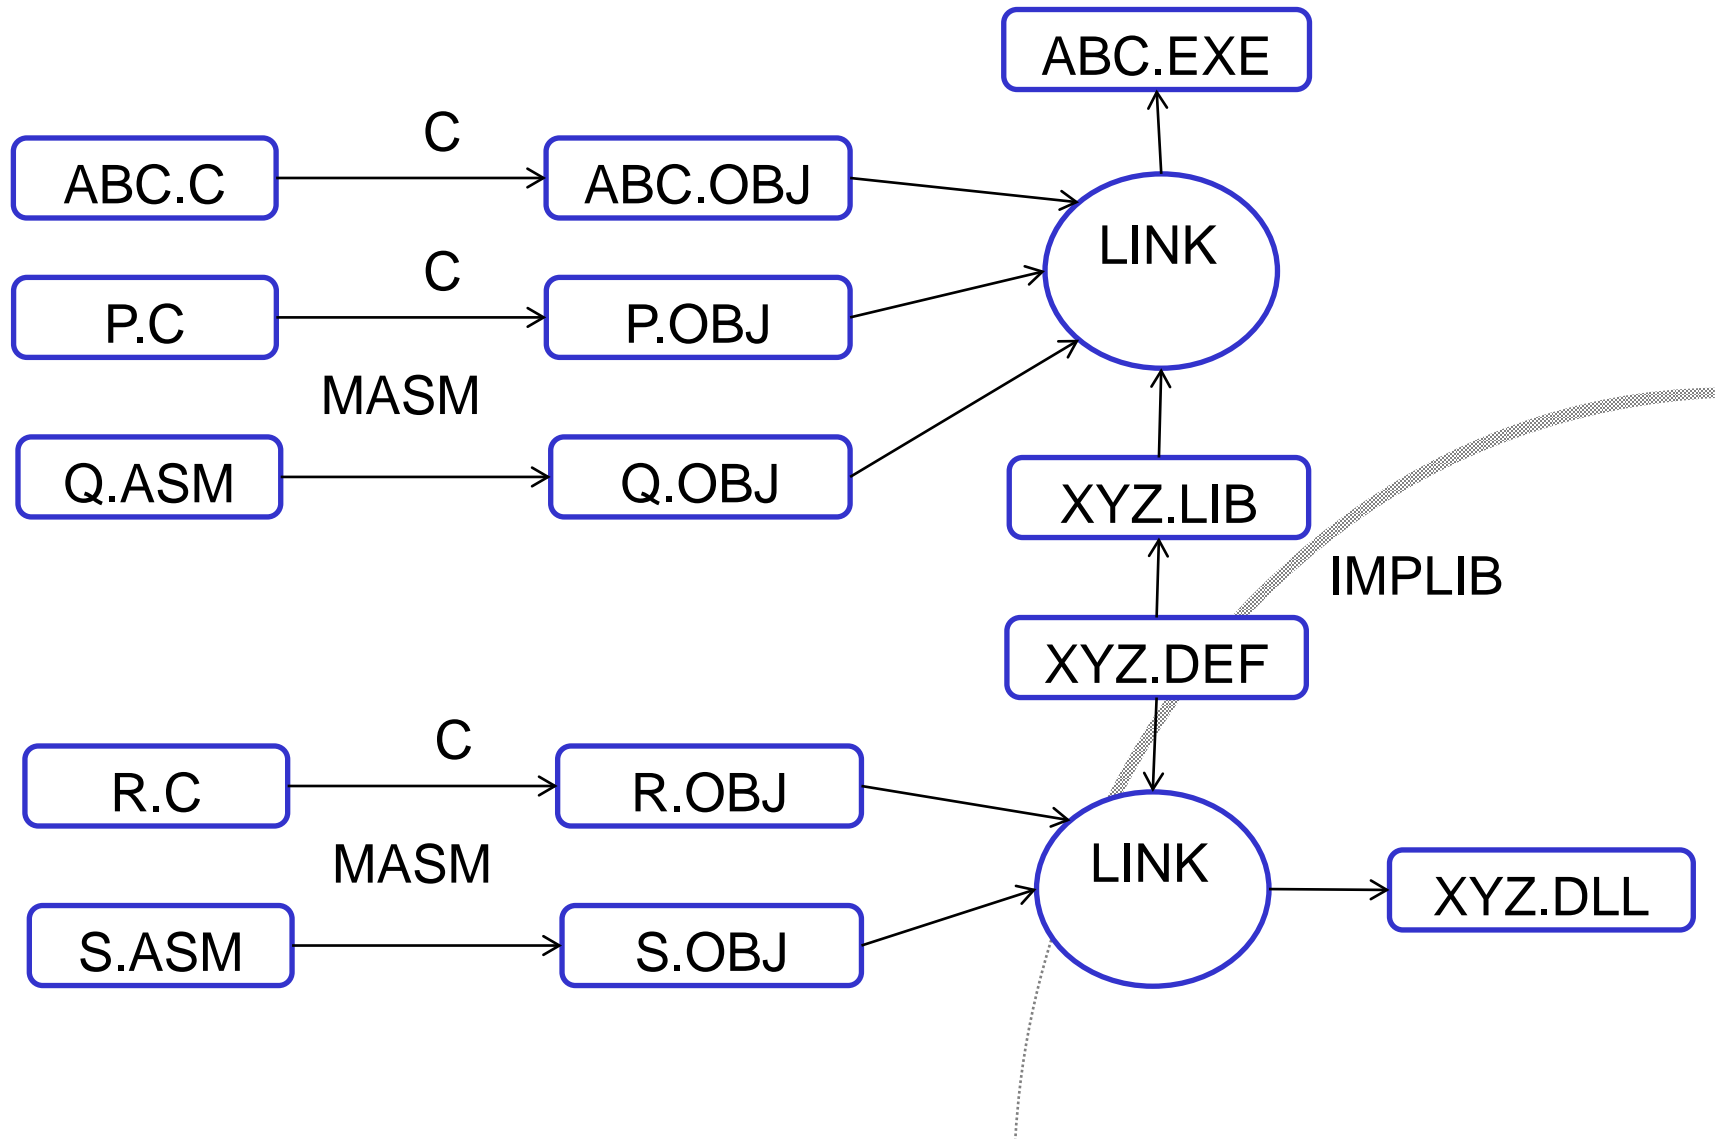 ABC.EXE
C
ABC.C
ABC.OBJ
LINK
C
P.C
P.OBJ
MASM
Q.ASM
Q.OBJ
XYZ.LIB
IMPLIB
XYZ.DEF
C
R.C
R.OBJ
LINK
MASM
XYZ.DLL
S.ASM
S.OBJ